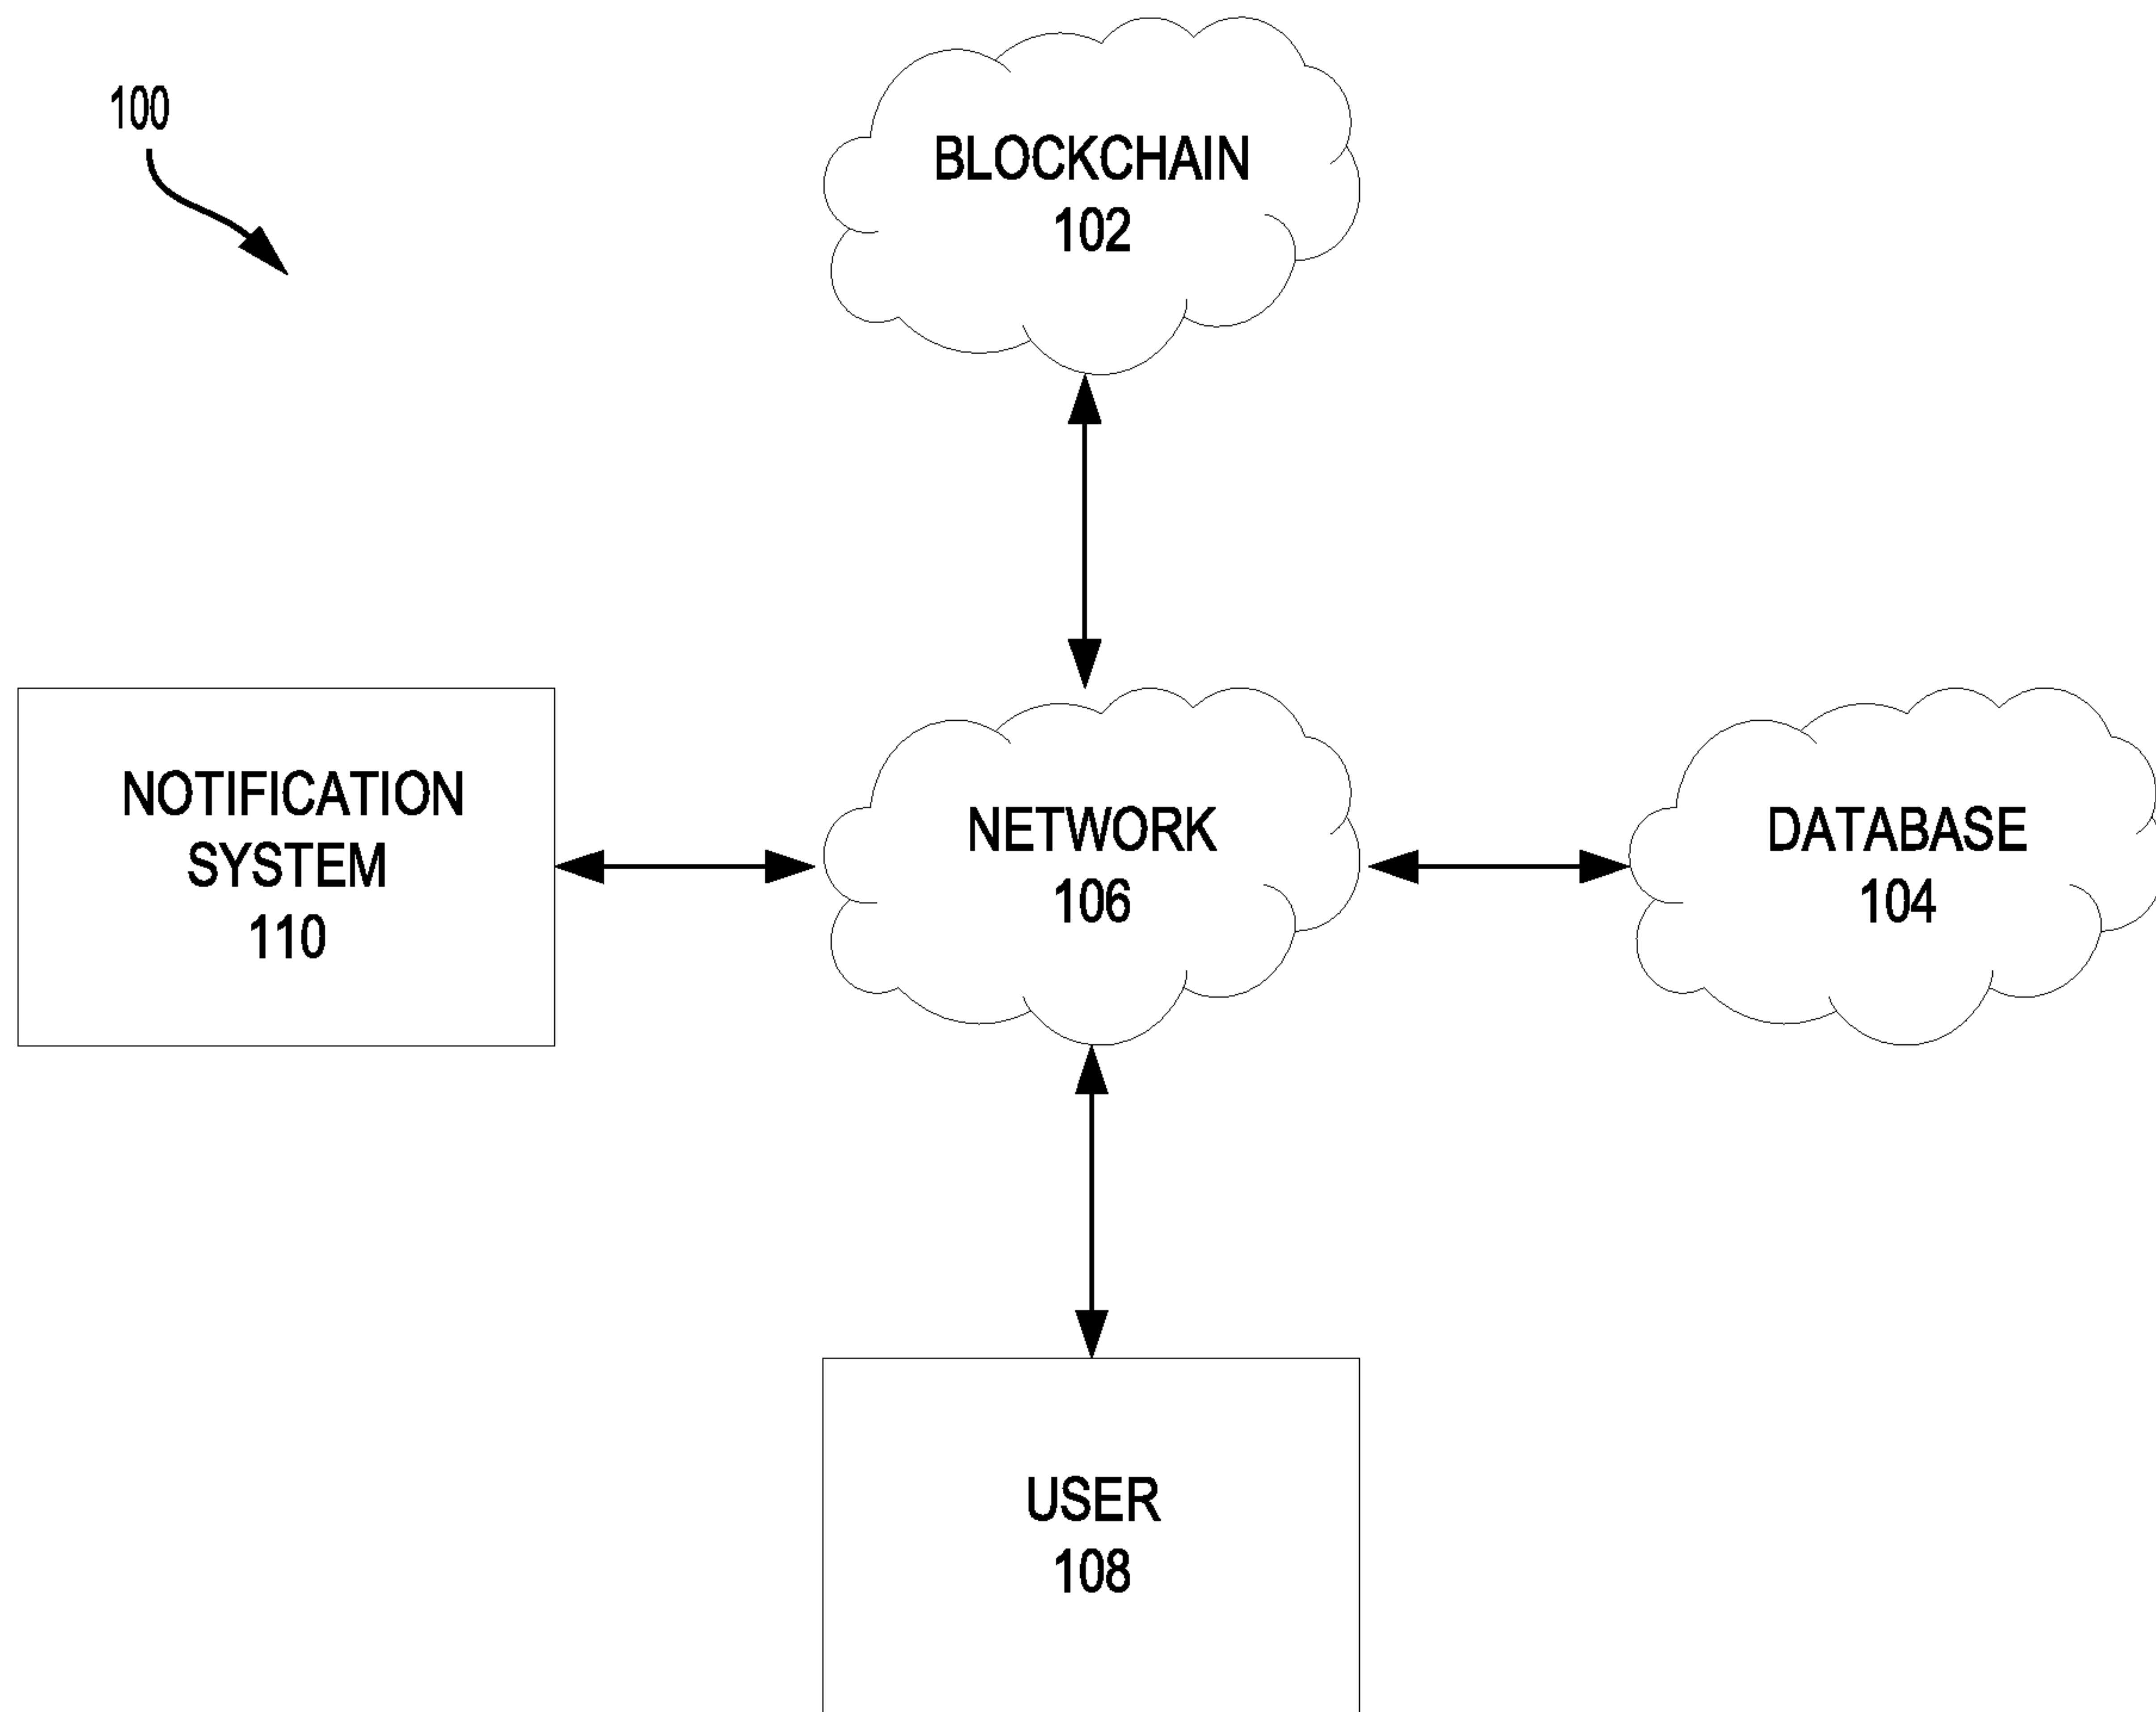 100
BLOCKCHAIN
102
NOTIFICATION
SYSTEM
110
NETWORK
106
DATABASE
104
USER
108